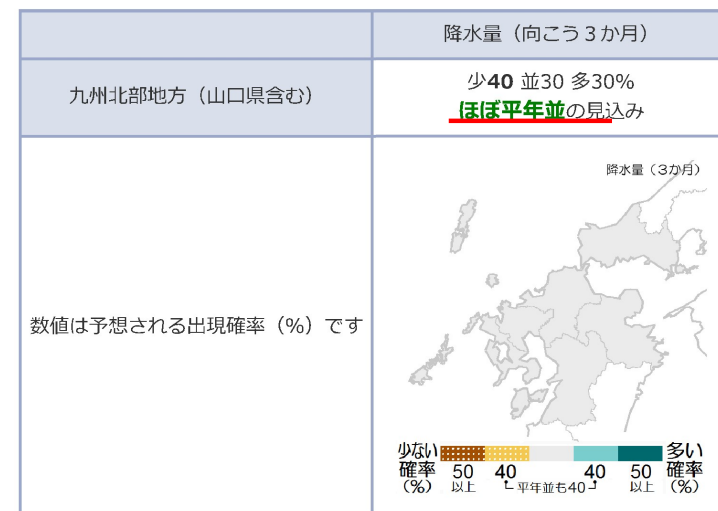 降水量（向こう３か月）
九州北部地方（山口県含む）
少40 並30 多30%
ほぼ平年並の見込み
数値は予想される出現確率（%）です
降水量（３か月）
少ない
確率
（%）
50
以上
40
平年並も40
40
50
以上
多い
確率
（%）